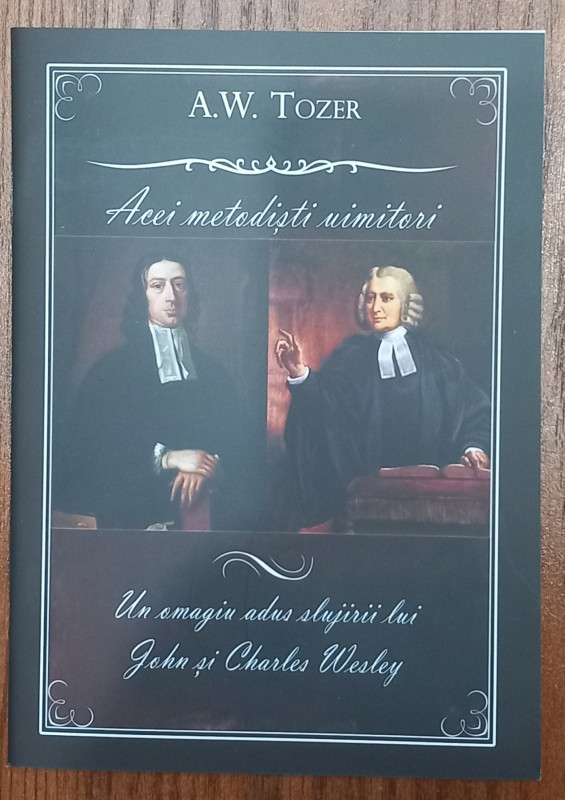 A.W. Tozer
Acei metodiști uimitori
Un omagiu adus slujirii lui
John și Charles Wesley